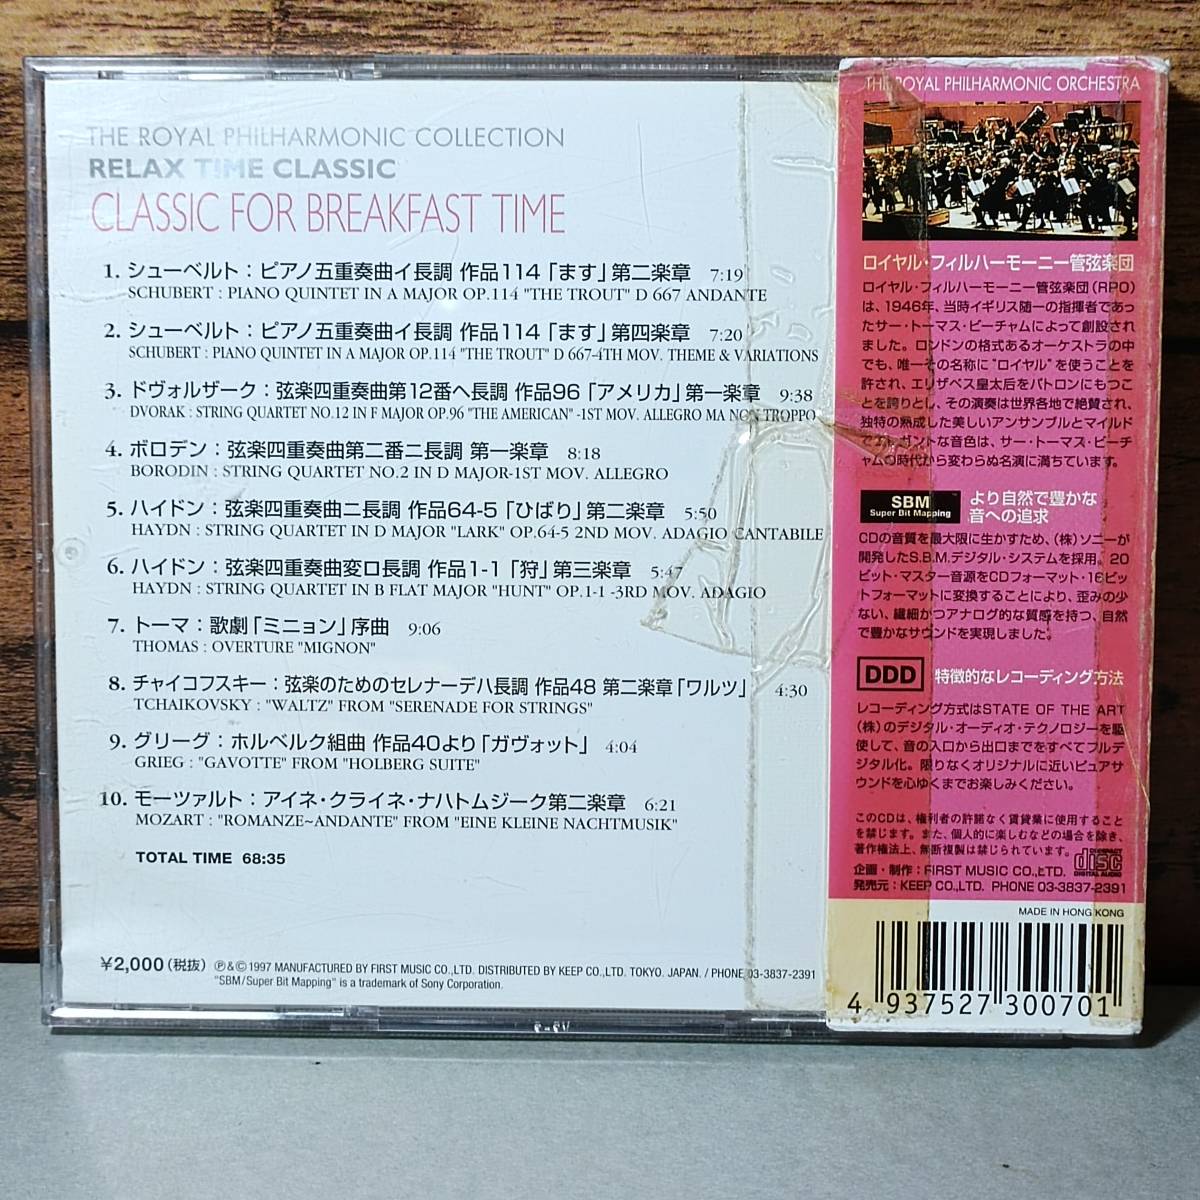 THE ROYAL PHILHARMONIC COLLECTION
RELAX TIME CLASSIC
CLASSIC FOR BREAKFAST TIME
1. シューベルト：ピアノ五重奏曲イ長調 作品114「ます」第二楽章 7:19
SCHUBERT : PIANO QUINTET IN A MAJOR OP.114 "THE TROUT" D 667 ANDANTE
2. シューベルト：ピアノ五重奏曲イ長調 作品114「ます」第四楽章 7:20
SCHUBERT : PIANO QUINTET IN A MAJOR OP.114 "THE TROUT" D 667-4TH MOV. THEME & VARIATIONS
3. ドヴォルザーク：弦楽四重奏曲第12番ヘ長調 作品96「アメリカ」第一楽章 9:38
DVORAK : STRING QUARTET NO.12 IN F MAJOR OP.96 "THE AMERICAN" -1ST MOV. ALLEGRO MA NON TROPPO
4. ボロデン：弦楽四重奏曲第二番ニ長調 第一楽章 8:18
BORODIN : STRING QUARTET NO.2 IN D MAJOR-1ST MOV. ALLEGRO
5. ハイドン：弦楽四重奏曲ニ長調 作品64-5「ひばり」第二楽章 5:50
HAYDN : STRING QUARTET IN D MAJOR "LARK" OP.64-5 2ND MOV. ADAGIO CANTABILE
6. ハイドン：弦楽四重奏曲変ロ長調 作品1-1「狩」第三楽章 5:47
HAYDN : STRING QUARTET IN B FLAT MAJOR "HUNT" OP.1-1 -3RD MOV. ADAGIO
7. トーマ：歌劇「ミニョン」序曲 9:06
THOMAS : OVERTURE "MIGNON"
8. チャイコフスキー：弦楽のためのセレナーデハ長調 作品48 第二楽章「ワルツ」 4:30
TCHAIKOVSKY : "WALTZ" FROM "SERENADE FOR STRINGS"
9. グリーグ：ホルベルク組曲 作品40より「ガヴォット」 4:04
GRIEG : "GAVOTTE" FROM "HOLBERG SUITE"
10. モーツァルト：アイネ・クライネ・ナハトムジーク第二楽章 6:21
MOZART : "ROMANZE~ANDANTE" FROM "EINE KLEINE NACHTMUSIK"
TOTAL TIME 68:35
¥2,000（税抜） Ⓟ&© 1997 MANUFACTURED BY FIRST MUSIC CO.,LTD. DISTRIBUTED BY KEEP CO.,LTD. TOKYO. JAPAN. / PHONE 03-3837-2391
"SBM/Super Bit Mapping" is a trademark of Sony Corporation.
THE ROYAL PHILHARMONIC ORCHESTRA
ロイヤル・フィルハーモーニー管弦楽団
ロイヤル・フィルハーモーニー管弦楽団(RPO)
は、1946年、当時イギリス随一の指揮者であっ
たサー・トーマス・ビーチャムによって創設され
ました。ロンドンの格式あるオーケストラの中
でも、唯一その名称に"ロイヤル"を使うことを
許され、エリザベス皇太后をパトロンにもつこ
とを誇りとし、その演奏は世界各地で絶賛され、
独特の熟成した美しいアンサンブルとマイルド
でエレガントな音色は、サー・トーマス・ビーチ
ャムの時代から変わらぬ名演に満ちています。
SBM
Super Bit Mapping
より自然で豊かな
音への追求
CDの音質を最大限に生かすため、(株)ソニーが
開発したS.B.M.デジタル・システムを採用。20
ビット・マスター音源をCDフォーマット・16ビッ
トフォーマットに変換することにより、歪みの少
ない、繊細かつアナログ的な質感を持つ、自然
で豊かなサウンドを実現しました。
DDD 特徴的なレコーディング方法
レコーディング方式はSTATE OF THE ART
(株)のデジタル・オーディオ・テクノロジーを駆
使して、音の入口から出口までをすべてフルデ
ジタル化。限りなくオリジナルに近いピュアサ
ウンドを心ゆくまでお楽しみください。
このCDは、権利者の許諾なく賃貸業に使用すること
を禁じます。また、個人的に楽しむなどの場合を除き、
著作権法上、無断複製は禁じられています。
COMPACT disc DIGITAL AUDIO
企画・制作：FIRST MUSIC CO.,LTD.
発売元：KEEP CO.,LTD. PHONE 03-3837-2391
MADE IN HONG KONG
4 937527 300701